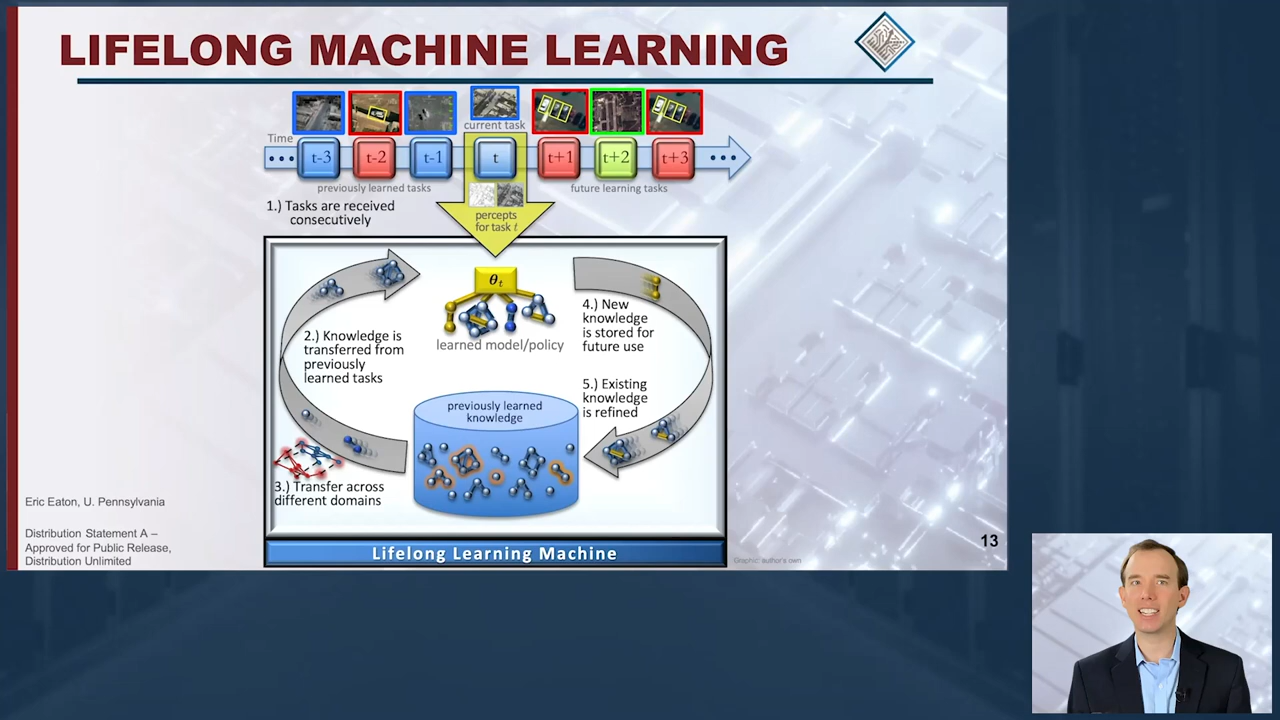 LIFELONG MACHINE LEARNING
current task
Time
t-3
t-2
t-1
t
t+1
t+2
t+3
previously learned tasks
future learning tasks
1.) Tasks are received
consecutively
percepts
for task t
θt
learned model/policy
2.) Knowledge is
transferred from
previously
learned tasks
4.) New
knowledge
is stored for
future use
5.) Existing
knowledge
is refined
previously learned
knowledge
3.) Transfer across
different domains
Lifelong Learning Machine
Eric Eaton, U. Pennsylvania
Distribution Statement A –
Approved for Public Release,
Distribution Unlimited
Graphic: author's own
13